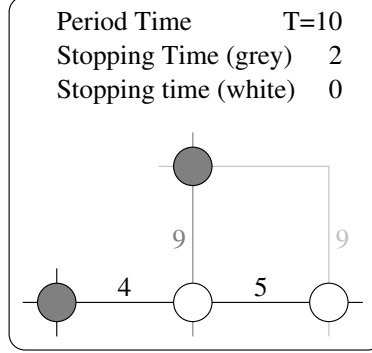 Period Time T=10
Stopping Time (grey) 2
Stopping time (white) 0
9 9
4 5